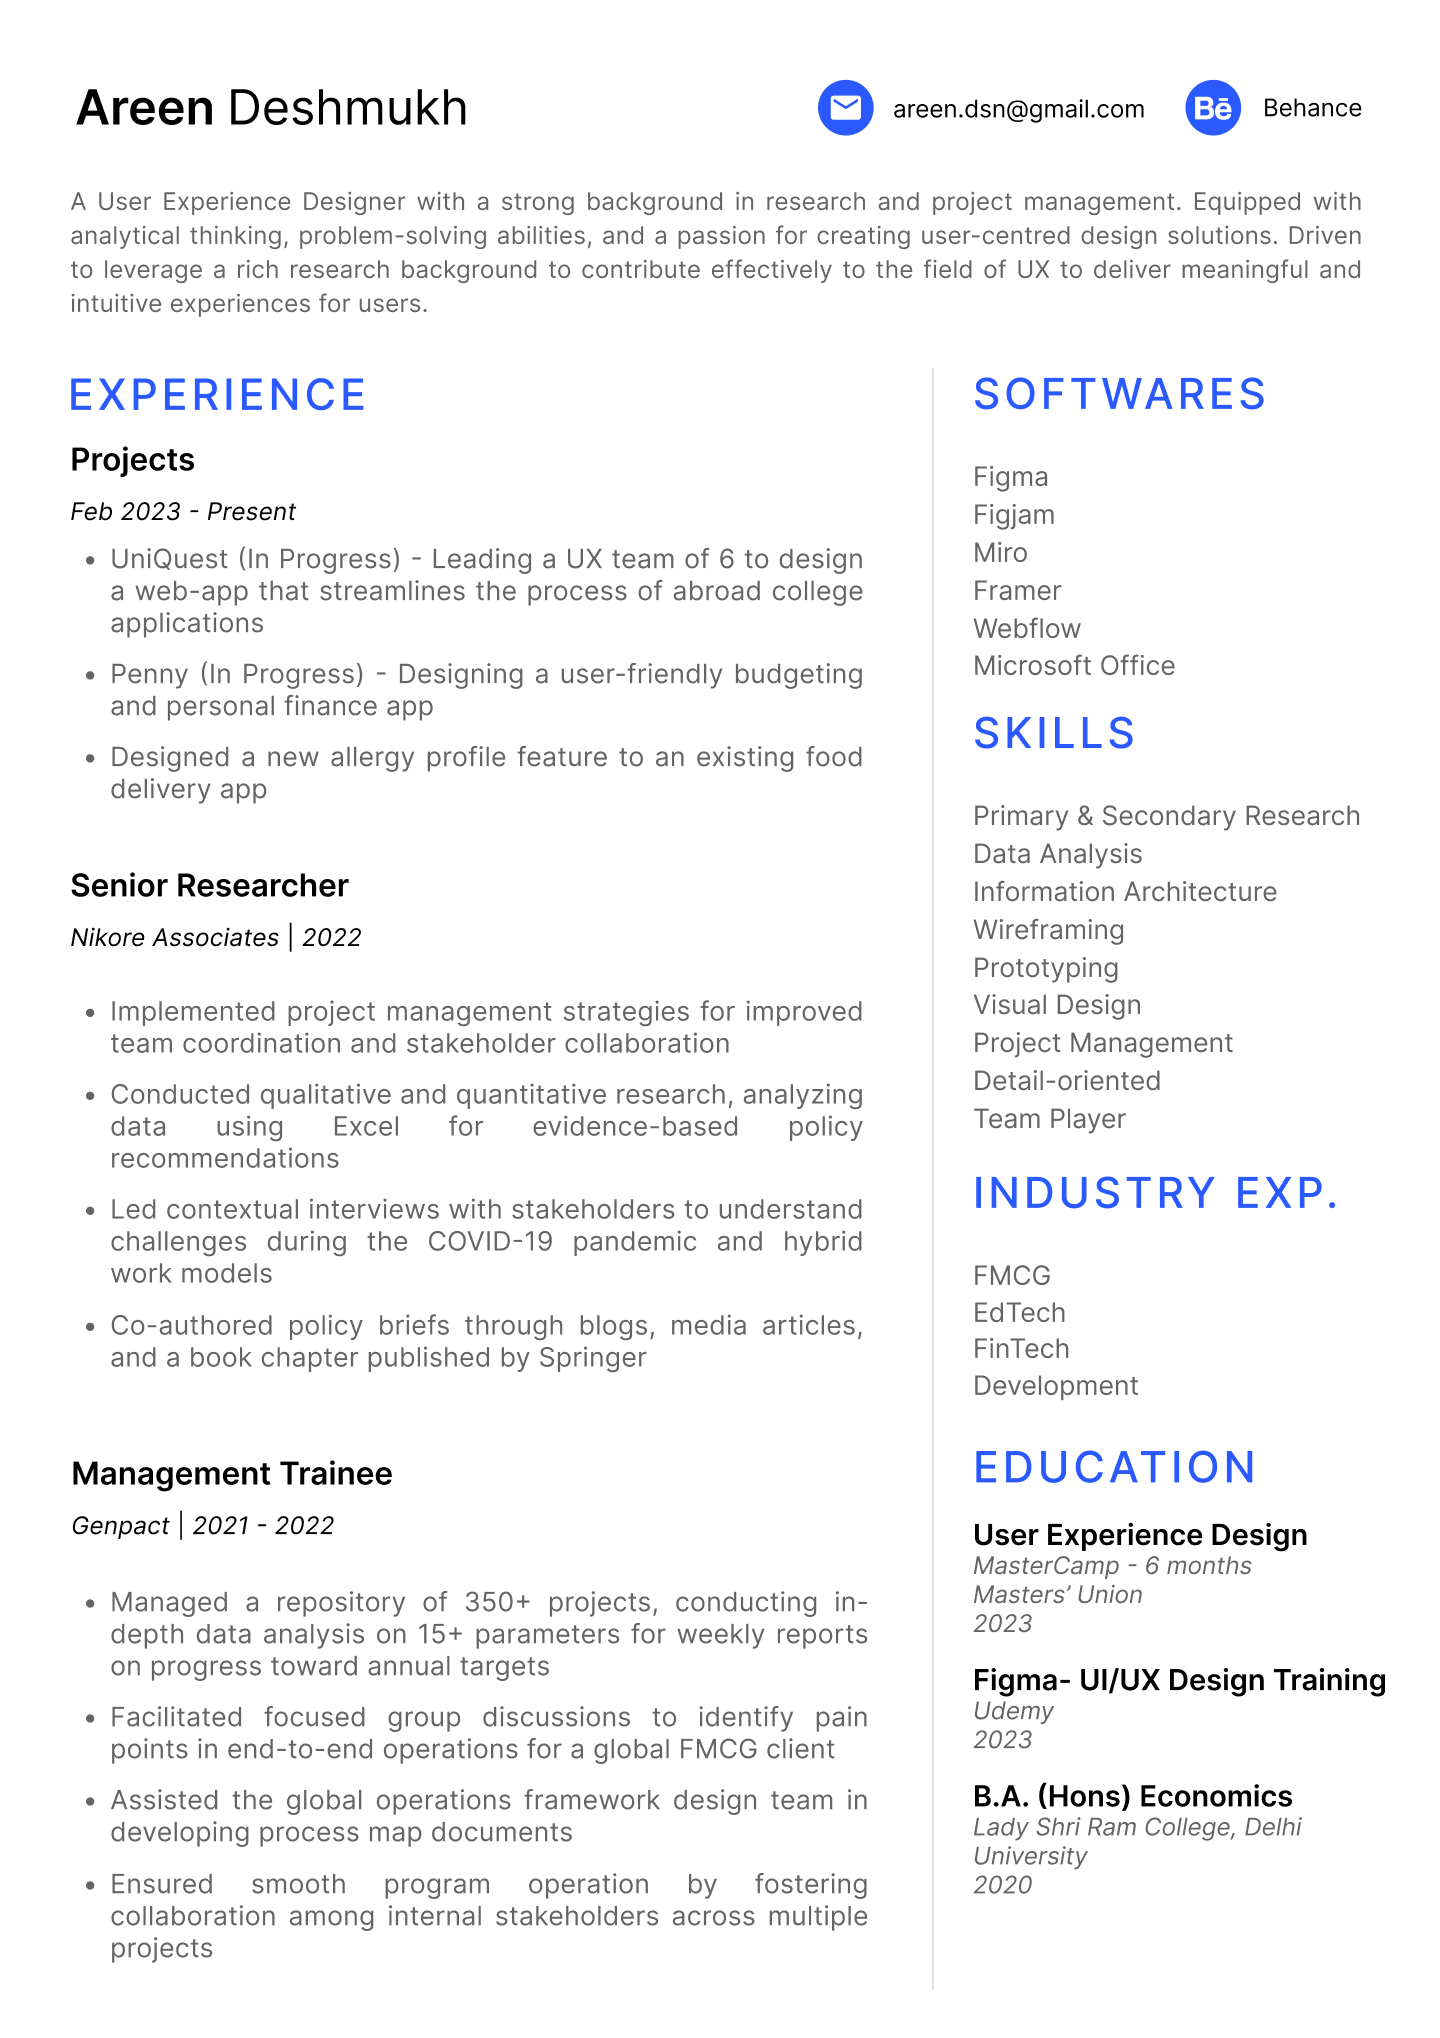 Areen Deshmukh
areen.dsn@gmail.com
Bē
Behance
A User Experience Designer with a strong background in research and project management. Equipped with
analytical thinking, problem-solving abilities, and a passion for creating user-centred design solutions. Driven
to leverage a rich research background to contribute effectively to the field of UX to deliver meaningful and
intuitive experiences for users.
EXPERIENCE
Projects
Feb 2023 - Present
• UniQuest (In Progress) - Leading a UX team of 6 to design
a web-app that streamlines the process of abroad college
applications
• Penny (In Progress) - Designing a user-friendly budgeting
and personal finance app
• Designed a new allergy profile feature to an existing food
delivery app
Senior Researcher
Nikore Associates | 2022
• Implemented project management strategies for improved
team coordination and stakeholder collaboration
• Conducted qualitative and quantitative research, analyzing
data using Excel for evidence-based policy
recommendations
• Led contextual interviews with stakeholders to understand
challenges during the COVID-19 pandemic and hybrid
work models
• Co-authored policy briefs through blogs, media articles,
and a book chapter published by Springer
Management Trainee
Genpact | 2021 - 2022
• Managed a repository of 350+ projects, conducting in-
depth data analysis on 15+ parameters for weekly reports
on progress toward annual targets
• Facilitated focused group discussions to identify pain
points in end-to-end operations for a global FMCG client
• Assisted the global operations framework design team in
developing process map documents
• Ensured smooth program operation by fostering
collaboration among internal stakeholders across multiple
projects
SOFTWARES
Figma
Figjam
Miro
Framer
Webflow
Microsoft Office
SKILLS
Primary & Secondary Research
Data Analysis
Information Architecture
Wireframing
Prototyping
Visual Design
Project Management
Detail-oriented
Team Player
INDUSTRY EXP.
FMCG
EdTech
FinTech
Development
EDUCATION
User Experience Design
MasterCamp - 6 months
Masters’ Union
2023
Figma- UI/UX Design Training
Udemy
2023
B.A. (Hons) Economics
Lady Shri Ram College, Delhi
University
2020